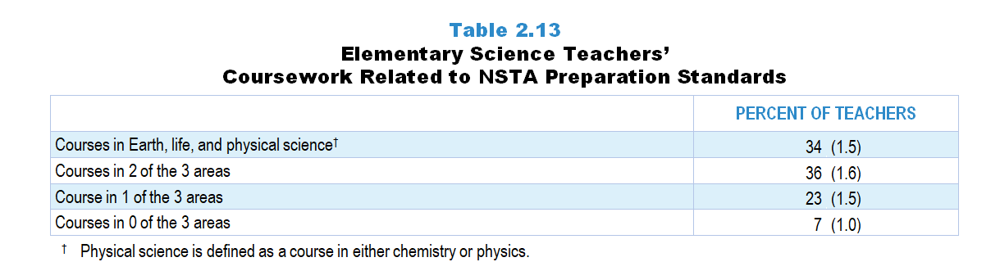 Table 2.13
Elementary Science Teachers’
Coursework Related to NSTA Preparation Standards
PERCENT OF TEACHERS
Courses in Earth, life, and physical science† 34 (1.5)
Courses in 2 of the 3 areas 36 (1.6)
Course in 1 of the 3 areas 23 (1.5)
Courses in 0 of the 3 areas 7 (1.0)
† Physical science is defined as a course in either chemistry or physics.